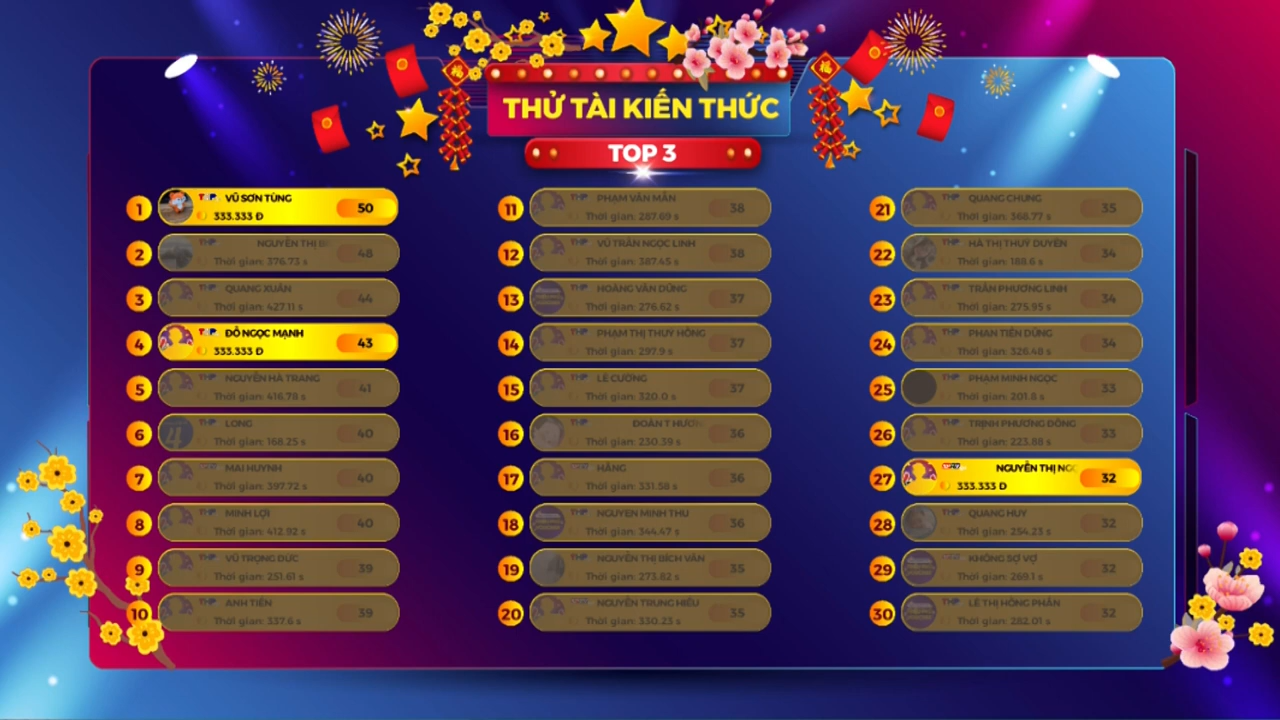 THỬ TÀI KIẾN THỨC
TOP 3
1 VŨ SƠN TÙNG 50
333.333 Đ
2 NGUYỄN THỊ 48
Thời gian: 376.73 s
3 QUANG XUÂN 44
Thời gian: 427.11 s
4 ĐỖ NGỌC MẠNH 43
333.333 Đ
5 NGUYỄN HÀ TRANG 41
Thời gian: 416.78 s
6 LONG 40
Thời gian: 168.25 s
7 MAI HUYNH 40
Thời gian: 397.72 s
8 MINH LỢI 40
Thời gian: 412.92 s
9 VŨ TRỌNG ĐỨC 39
Thời gian: 251.61 s
10 ANH TIÊN 39
Thời gian: 337.6 s
11 PHẠM VĂN MẪN 38
Thời gian: 287.69 s
12 VŨ TRẦN NGỌC LINH 38
Thời gian: 387.45 s
13 HOÀNG VĂN DŨNG 37
Thời gian: 276.62 s
14 PHẠM THỊ THUÝ HỒNG 37
Thời gian: 297.9 s
15 LÊ CƯỜNG 37
Thời gian: 320.0 s
16 ĐOÀN T 36
Thời gian: 230.39 s
17 HẰNG 36
Thời gian: 331.58 s
18 NGUYEN MINH THU 36
Thời gian: 344.47 s
19 NGUYỄN THỊ BÍCH VÂN 35
Thời gian: 273.82 s
20 NGUYỄN TRUNG HIẾU 35
Thời gian: 330.23 s
21 QUANG CHUNG 35
Thời gian: 368.77 s
22 HÀ THỊ THUÝ DUYÊN 34
Thời gian: 188.6 s
23 TRẦN PHƯƠNG LINH 34
Thời gian: 275.95 s
24 PHAN TIẾN DŨNG 34
Thời gian: 326.48 s
25 PHẠM MINH NGỌC 33
Thời gian: 201.8 s
26 TRỊNH PHƯƠNG ĐÔNG 33
Thời gian: 223.88 s
27 NGUYỄN THỊ NGỌ 32
333.333 Đ
28 QUANG HUY 32
Thời gian: 254.23 s
29 KHÔNG SỢ VỢ 32
Thời gian: 269.1 s
30 LÊ THỊ HỒNG PHẤN 32
Thời gian: 282.01 s